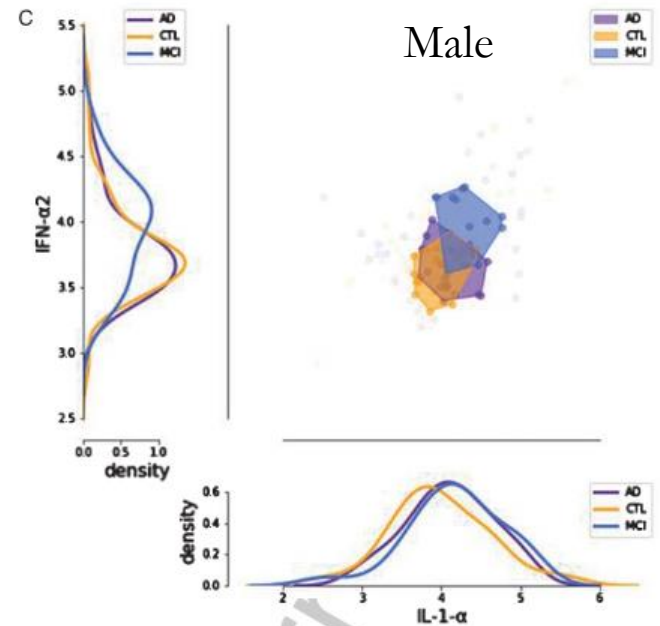 C
Male
AD
CTL
MCI
AD
CTL
MCI
5.5
5.0
4.5
4.0
3.5
3.0
2.5
IFN-α2
0.0 0.5 1.0
density
0.6
0.4
0.2
0.0
density
AD
CTL
MCI
2 3 4 5 6
IL-1-α